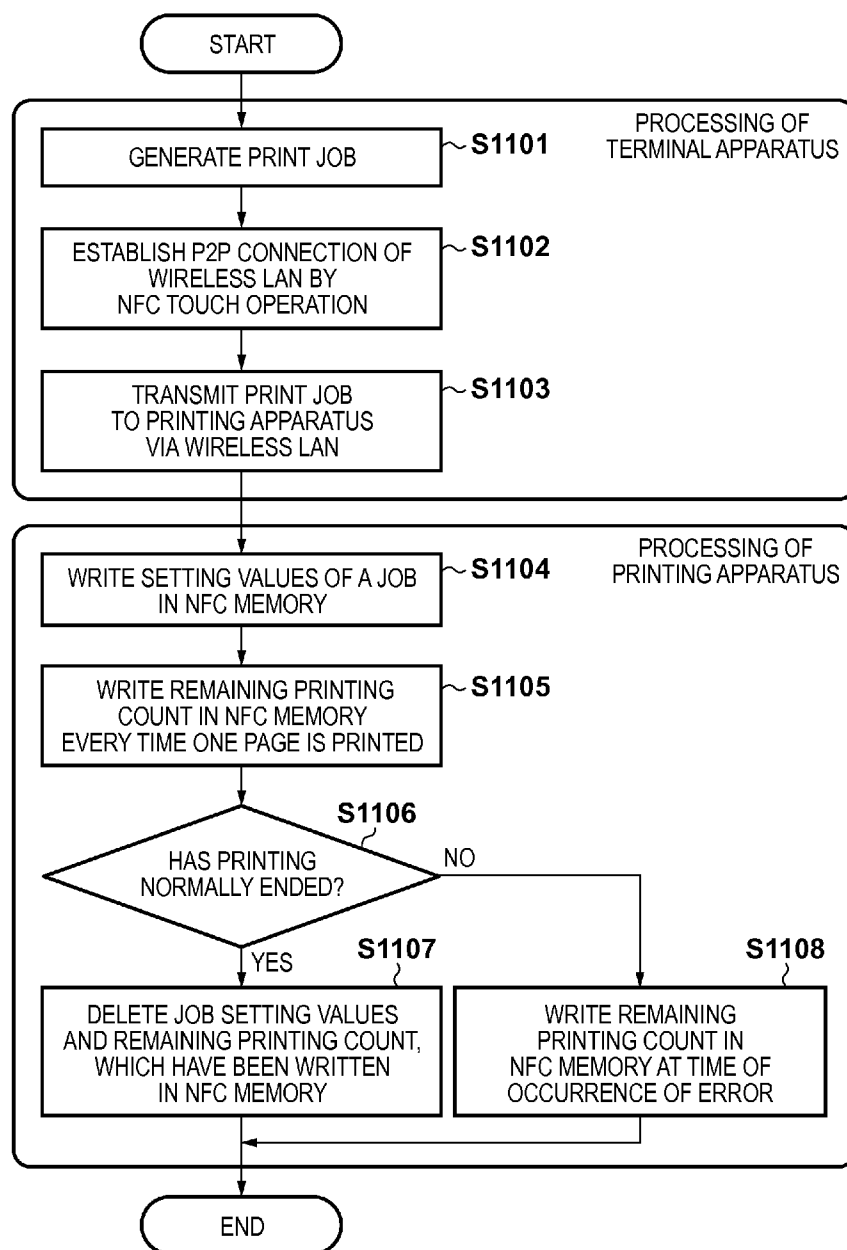 START
PROCESSING OF
TERMINAL APPARATUS
GENERATE PRINT JOB
S1101
ESTABLISH P2P CONNECTION OF
WIRELESS LAN BY
NFC TOUCH OPERATION
S1102
TRANSMIT PRINT JOB
TO PRINTING APPARATUS
VIA WIRELESS LAN
S1103
PROCESSING OF
PRINTING APPARATUS
WRITE SETTING VALUES OF A JOB
IN NFC MEMORY
S1104
WRITE REMAINING PRINTING
COUNT IN NFC MEMORY
EVERY TIME ONE PAGE IS PRINTED
S1105
S1106
HAS PRINTING
NORMALLY ENDED?
NO
YES
S1107
DELETE JOB SETTING VALUES
AND REMAINING PRINTING COUNT,
WHICH HAVE BEEN WRITTEN
IN NFC MEMORY
S1108
WRITE REMAINING
PRINTING COUNT IN
NFC MEMORY AT TIME OF
OCCURRENCE OF ERROR
END